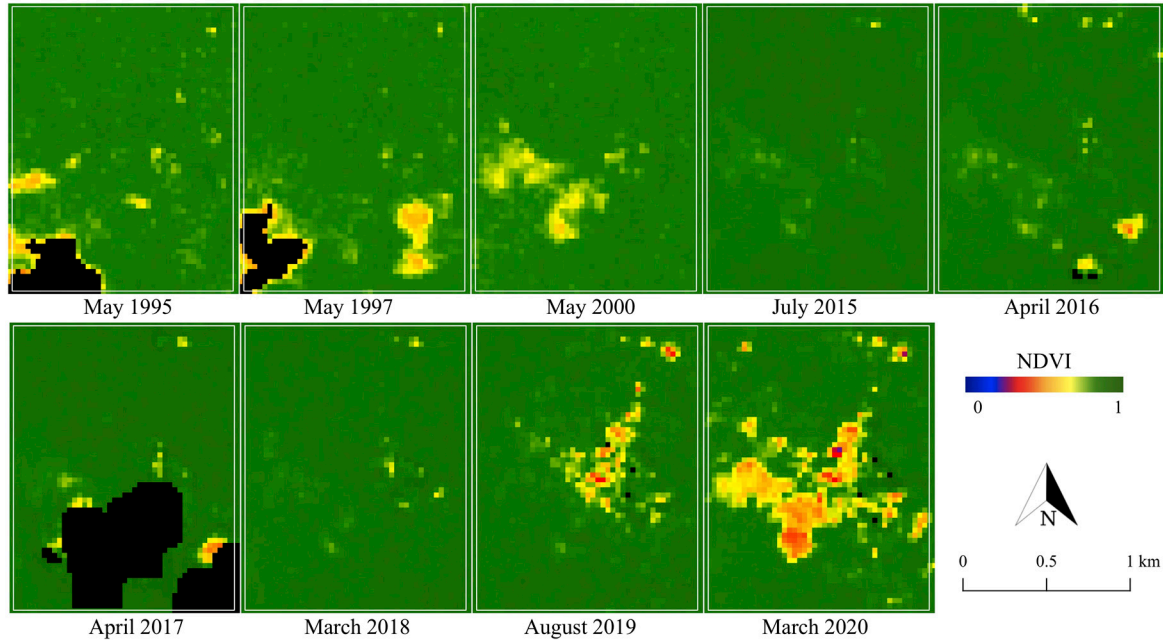 May 1995
May 1997
May 2000
July 2015
April 2016
NDVI
0
1
N
0
0.5
1 km
April 2017
March 2018
August 2019
March 2020